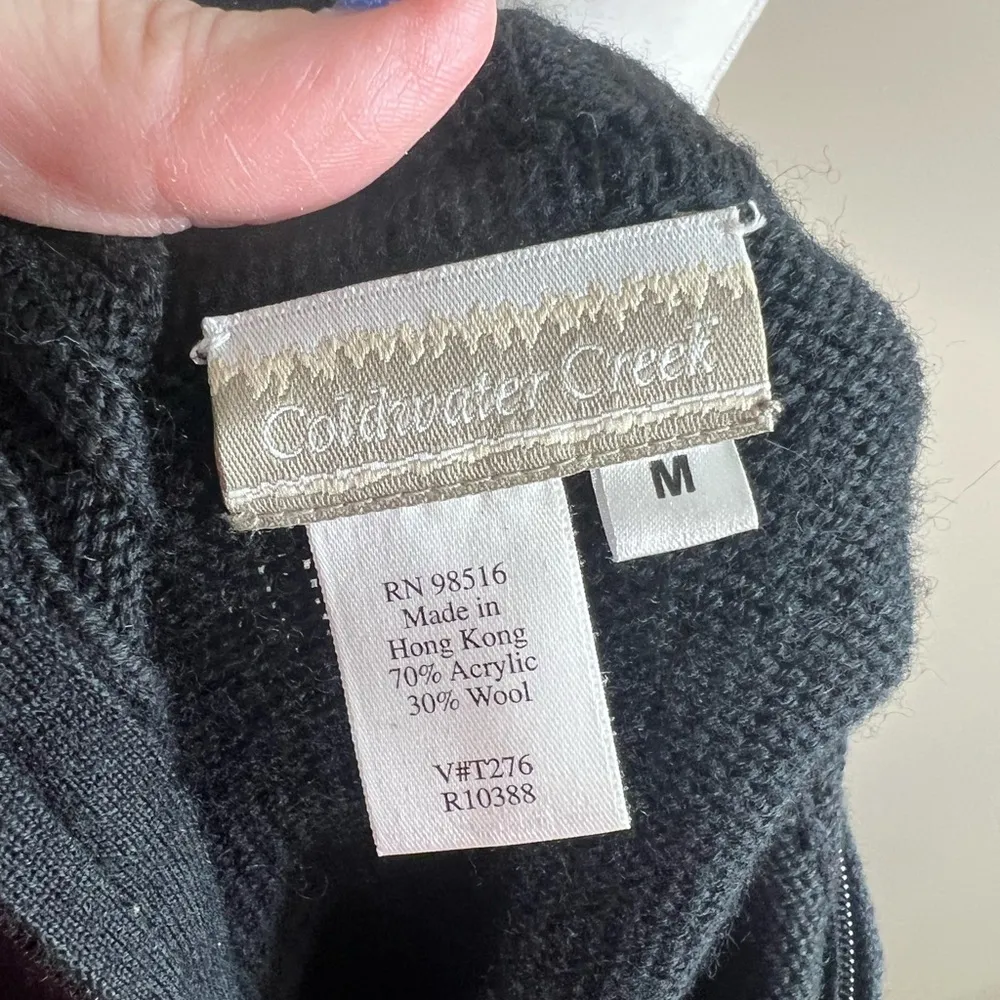 Coldwater Creek
M
RN 98516
Made in
Hong Kong
70% Acrylic
30% Wool
V#T276
R10388